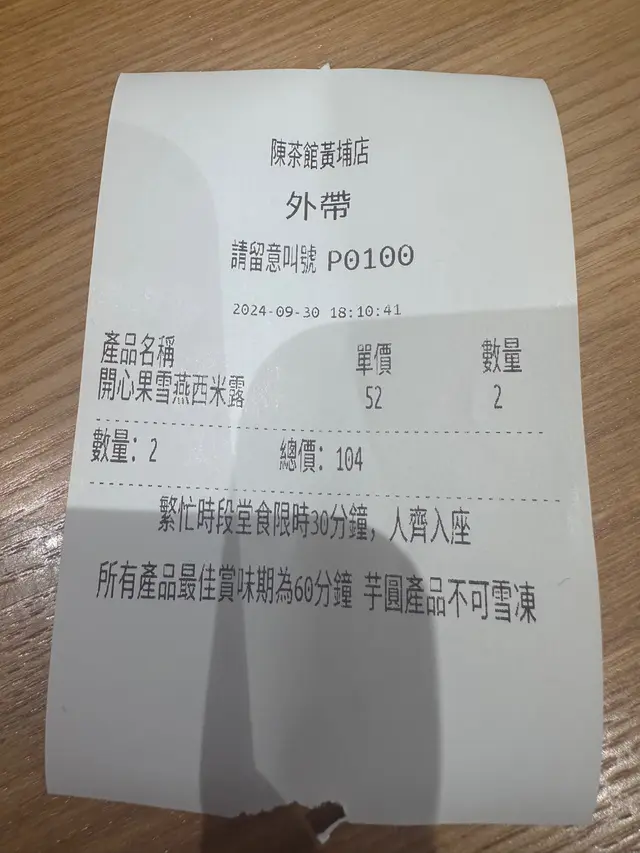 陳茶館黃埔店
外帶
請留意叫號 P0100
2024-09-30 18:10:41
產品名稱 單價 數量
開心果雪燕西米露 52 2
數量: 2 總價: 104
繁忙時段堂食限時30分鐘, 人齊入座
所有產品最佳賞味期為60分鐘 芋圓產品不可雪凍